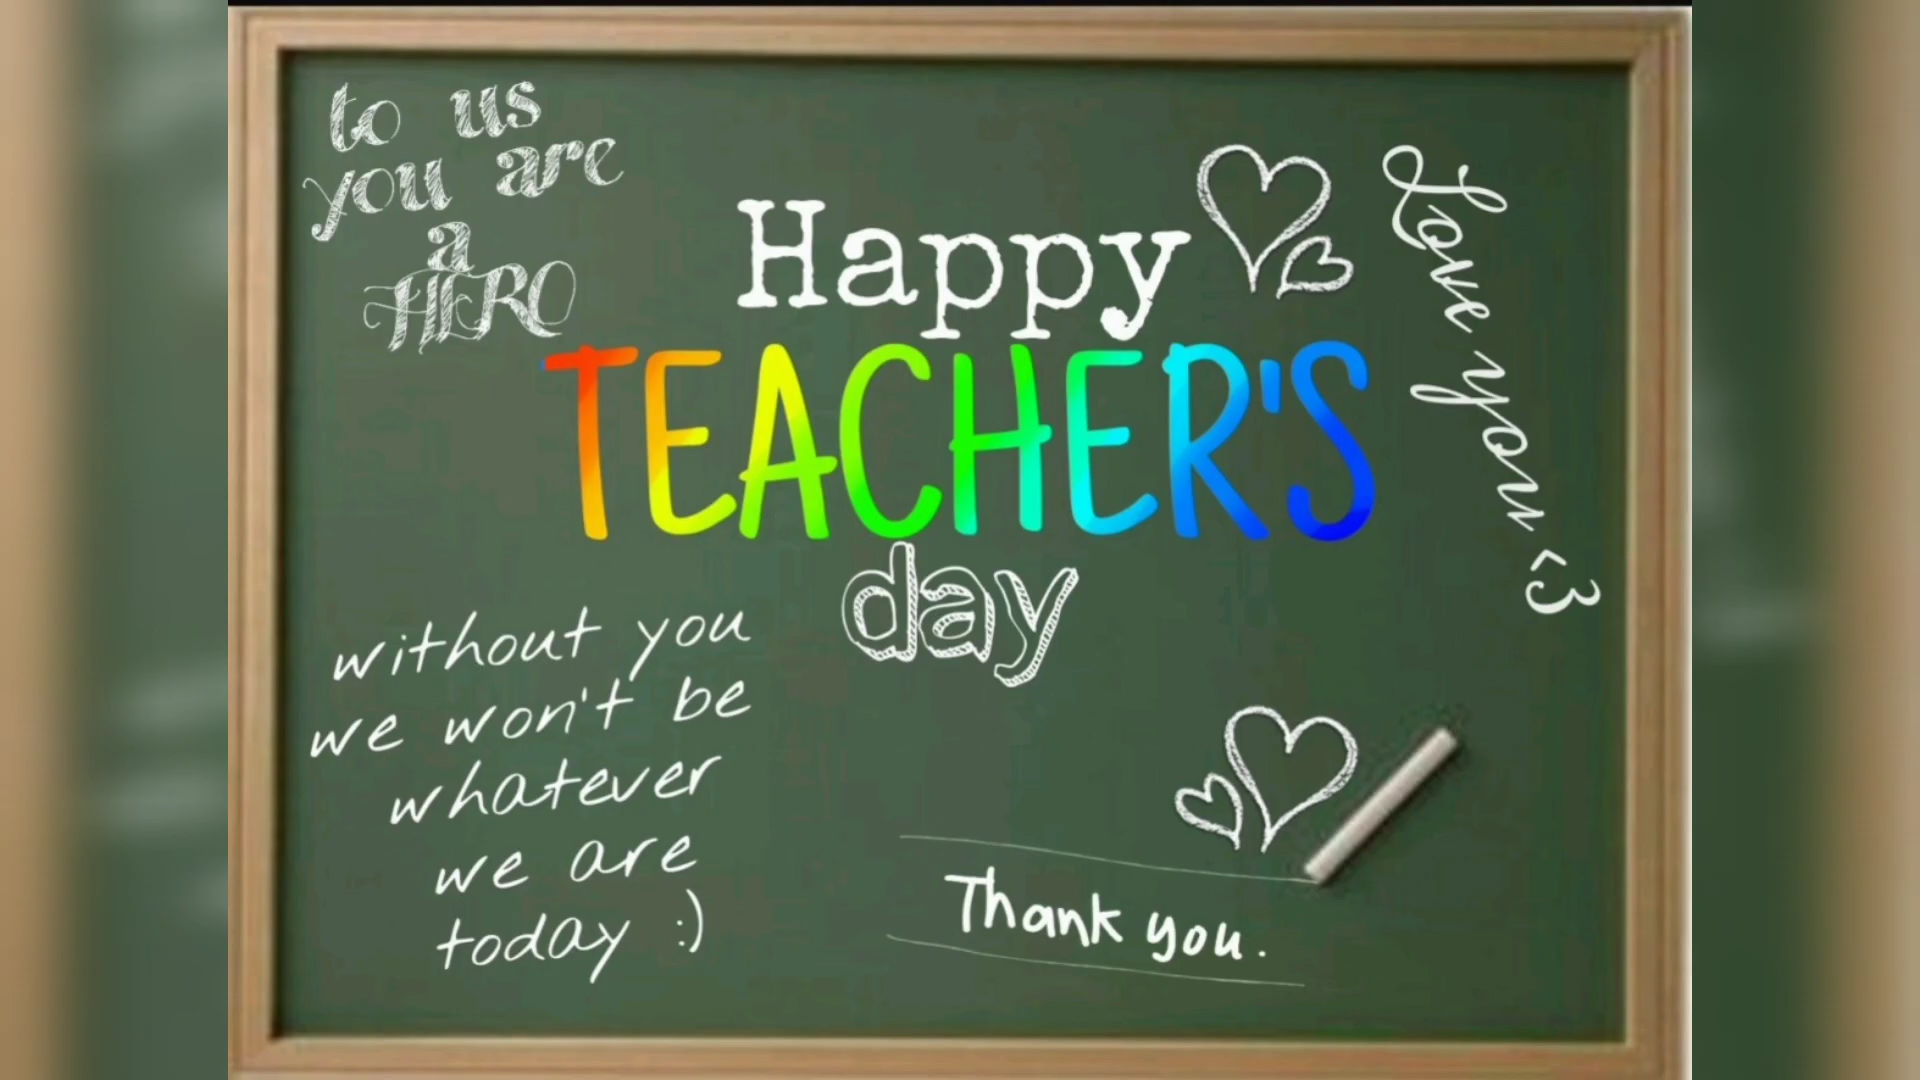 to us
you are
a
HERO
Happy
TEACHER'S
day
Love you <3
without you
we won't be
whatever
we are
today :)
Thank you.